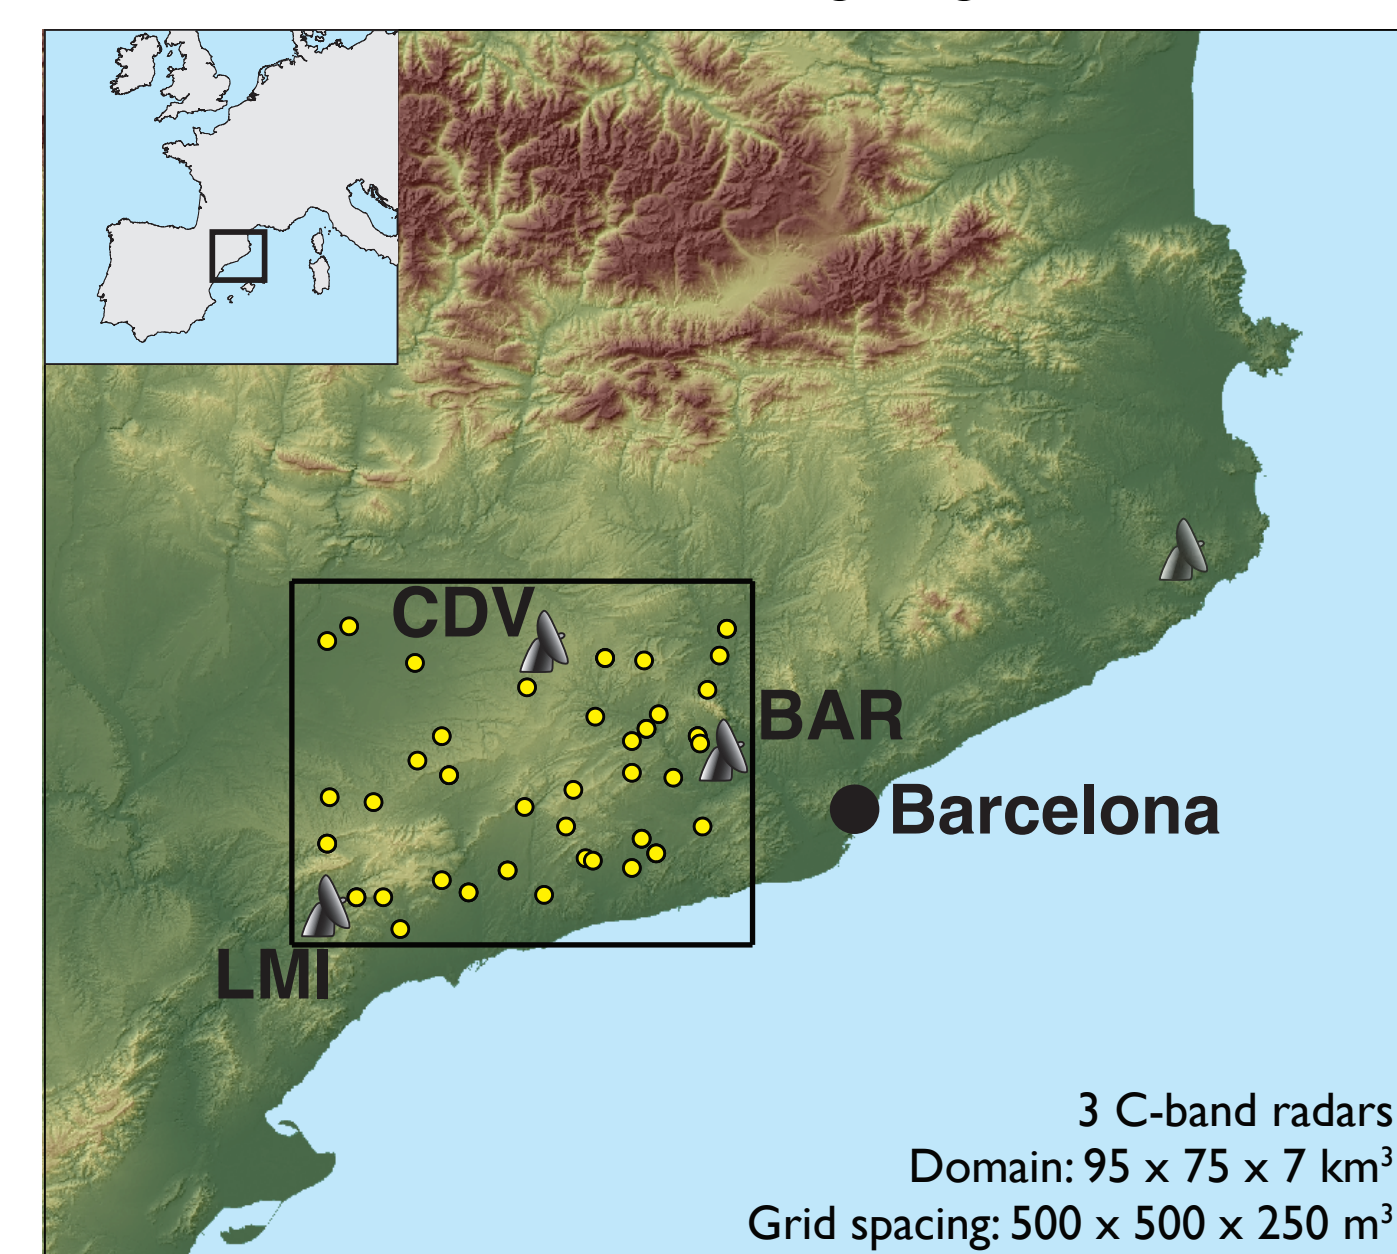 CDV
BAR
Barcelona
LMI
3 C-band radars
Domain: 95 x 75 x 7 km³
Grid spacing: 500 x 500 x 250 m³